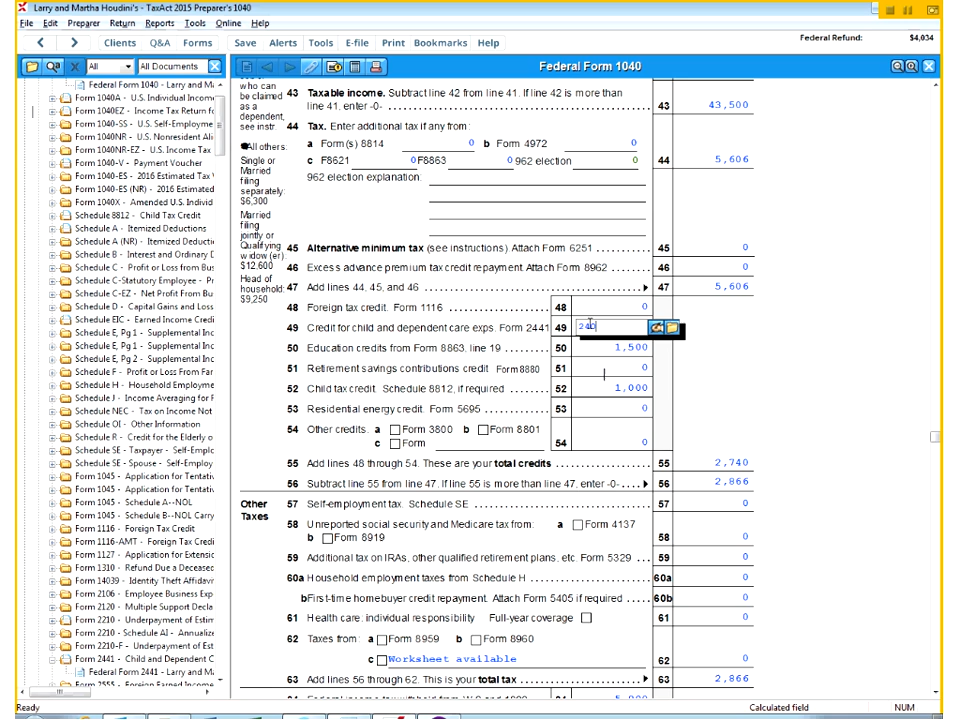 Larry and Martha Houdini's - TaxAct 2015 Preparer's 1040
File Edit Preparer Return Reports Tools Online Help
Clients Q&A Forms Save Alerts Tools E-file Print Bookmarks Help
Federal Refund: $4,034
All All Documents
Federal Form 1040
Federal Form 1040 - Larry and Ma
Form 1040A - U.S. Individual Income
Form 1040EZ - Income Tax Return fo
Form 1040-SS - U.S. Self-Employme
Form 1040NR - U.S. Nonresident Ali
Form 1040NR-EZ - U.S. Income Tax
Form 1040-V - Payment Voucher
Form 1040-ES - 2016 Estimated Tax
Form 1040-ES (NR) - 2016 Estimated
Form 1040X - Amended U.S. Individ
Schedule 8812 - Child Tax Credit
Schedule A - Itemized Deductions
Schedule A (NR) - Itemized Deducti
Schedule B - Interest and Ordinary D
Schedule C - Profit or Loss from Bus
Schedule C-Statutory Employee - Pr
Schedule C-EZ - Net Profit From Bu
Schedule D - Capital Gains and Loss
Schedule EIC - Earned Income Credi
Schedule E, Pg 1 - Supplemental Inc
Schedule E, Pg 2 - Supplemental Inc
Schedule E, Pg 2 - Supplemental Inc
Schedule F - Profit or Loss From Far
Schedule H - Household Employme
Schedule J - Income Averaging for F
Schedule NEC - Tax on Income Not
Schedule OI - Other Information
Schedule R - Credit for the Elderly o
Schedule SE - Taxpayer - Self-Emplc
Schedule SE - Spouse - Self-Employ
Form 1045 - Application for Tentativ
Form 1045 - Application for Tentativ
Form 1045 - Schedule A--NOL
Form 1045 - Schedule B--NOL Carry
Form 1116 - Foreign Tax Credit
Form 1116-AMT - Foreign Tax Credi
Form 1127 - Application for Extensic
Form 1310 - Refund Due a Deceased
Form 14039 - Identity Theft Affidavi
Form 2106 - Employee Business Exp
Form 2120 - Multiple Support Decla
Form 2210 - Underpayment of Estim
Form 2210 - Schedule AI - Annualize
Form 2210-F - Underpayment of Est
Form 2441 - Child and Dependent C
Federal Form 2441 - Larry and Ma
Form 2555 - Foreign Earned Income
who can
be claimed
as a
dependent,
see instr.
All others:
Single or
Married
filing
separately:
$6,300
Married
filing
jointly or
Qualifying
widow (er):
$12,600
Head of
household:
$9,250
43 Taxable income. Subtract line 42 from line 41. If line 42 is more than
line 41, enter -0- 43 43,500
44 Tax. Enter additional tax if any from:
a Form(s) 8814 0 b Form 4972 0
c F8621 0 F8863 0 962 election 0 44 5,606
962 election explanation:
45 Alternative minimum tax (see instructions). Attach Form 6251 45 0
46 Excess advance premium tax credit repayment. Attach Form 8962 46 0
47 Add lines 44, 45, and 46 47 5,606
48 Foreign tax credit. Form 1116 48 0
49 Credit for child and dependent care exps. Form 2441 49 240
50 Education credits from Form 8863, line 19 50 1,500
51 Retirement savings contributions credit Form 8880 51 0
52 Child tax credit. Schedule 8812, if required 52 1,000
53 Residential energy credit. Form 5695 53 0
54 Other credits: a Form 3800 b Form 8801
c Form 54 0
55 Add lines 48 through 54. These are your total credits 55 2,740
56 Subtract line 55 from line 47. If line 55 is more than line 47, enter -0- 56 2,866
Other
Taxes
57 Self-employment tax. Schedule SE 57 0
58 Unreported social security and Medicare tax from: a Form 4137
b Form 8919 58 0
59 Additional tax on IRAs, other qualified retirement plans, etc. Form 5329 59 0
60a Household employment taxes from Schedule H 60a 0
b First-time homebuyer credit repayment. Attach Form 5405 if required 60b 0
61 Health care: individual responsibility Full-year coverage 61 0
62 Taxes from: a Form 8959 b Form 8960
c Worksheet available 62 0
63 Add lines 56 through 62. This is your total tax 63 2,866
Ready Calculated field NUM